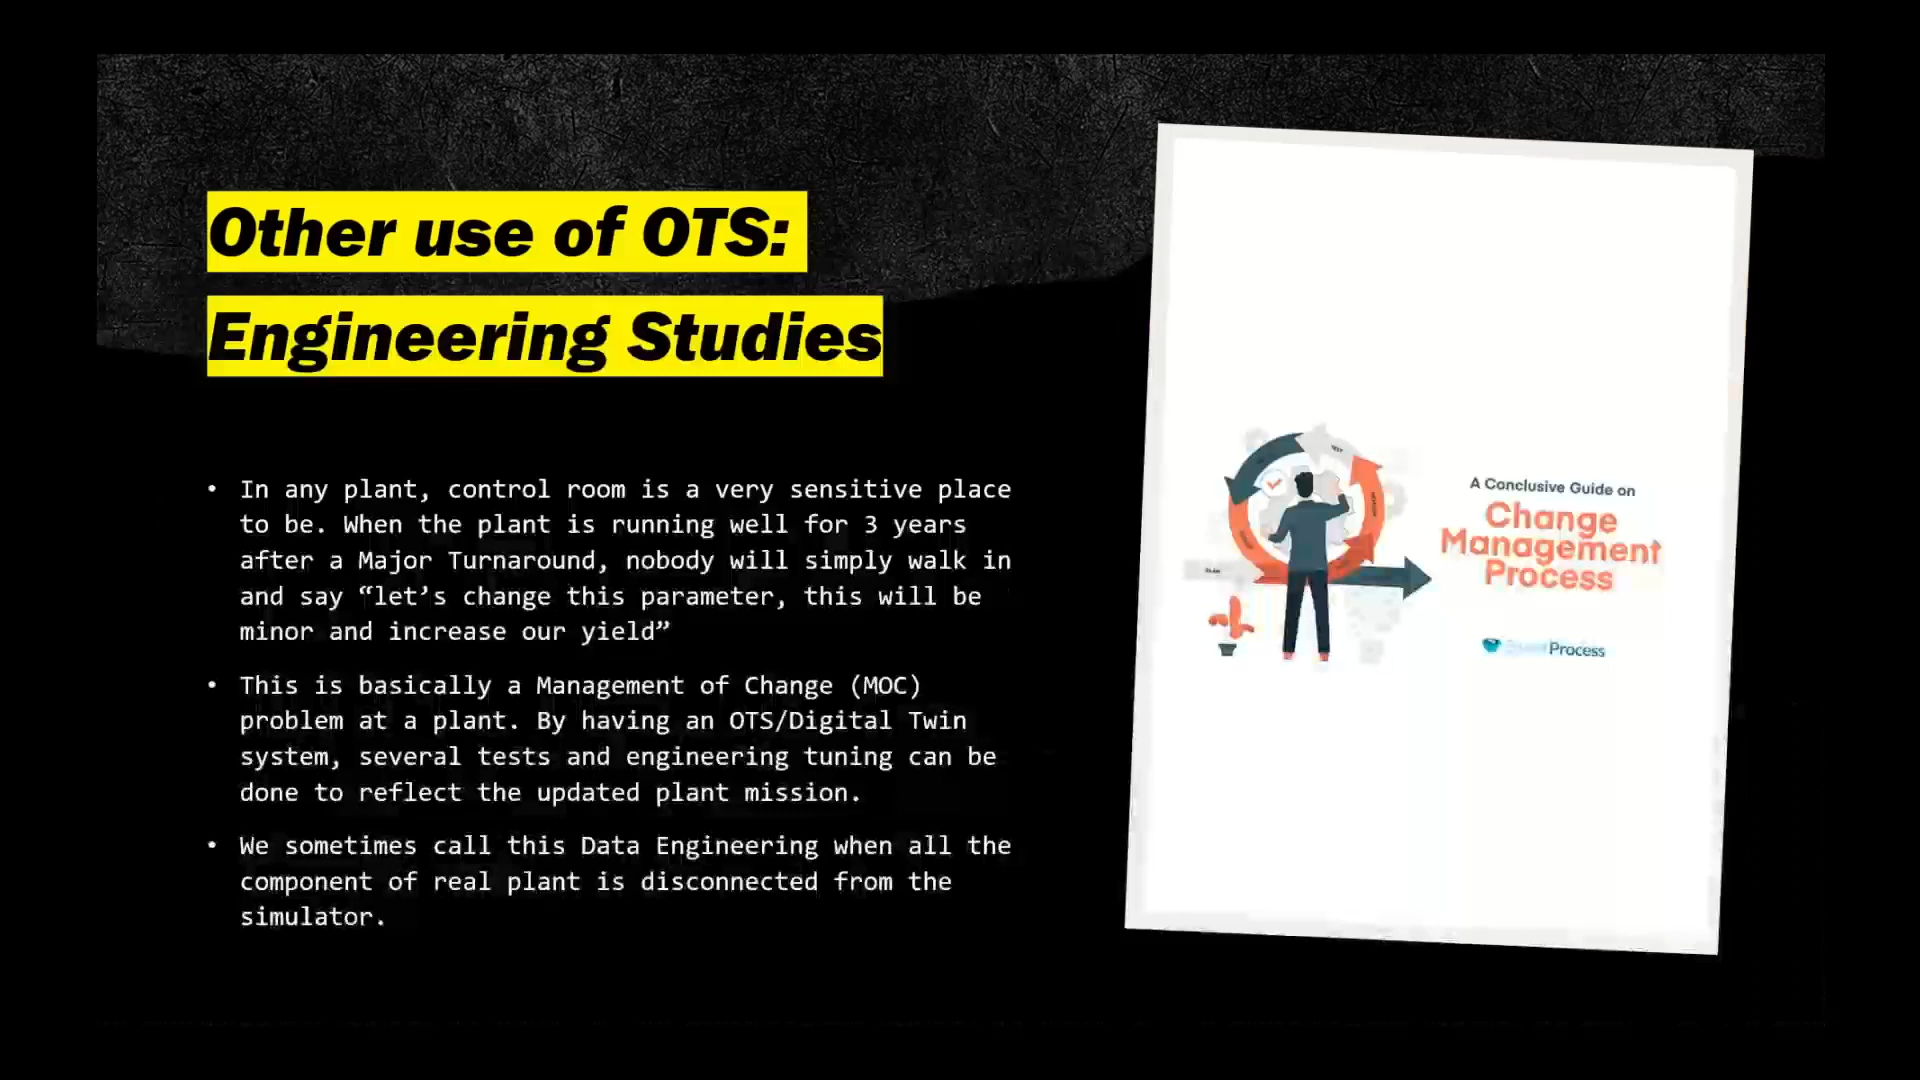 Other use of OTS:
Engineering Studies
• In any plant, control room is a very sensitive place
to be. When the plant is running well for 3 years
after a Major Turnaround, nobody will simply walk in
and say “let’s change this parameter, this will be
minor and increase our yield”
• This is basically a Management of Change (MOC)
problem at a plant. By having an OTS/Digital Twin
system, several tests and engineering tuning can be
done to reflect the updated plant mission.
• We sometimes call this Data Engineering when all the
component of real plant is disconnected from the
simulator.
TEST
PLAN
A Conclusive Guide on
Change
Management
Process
Process